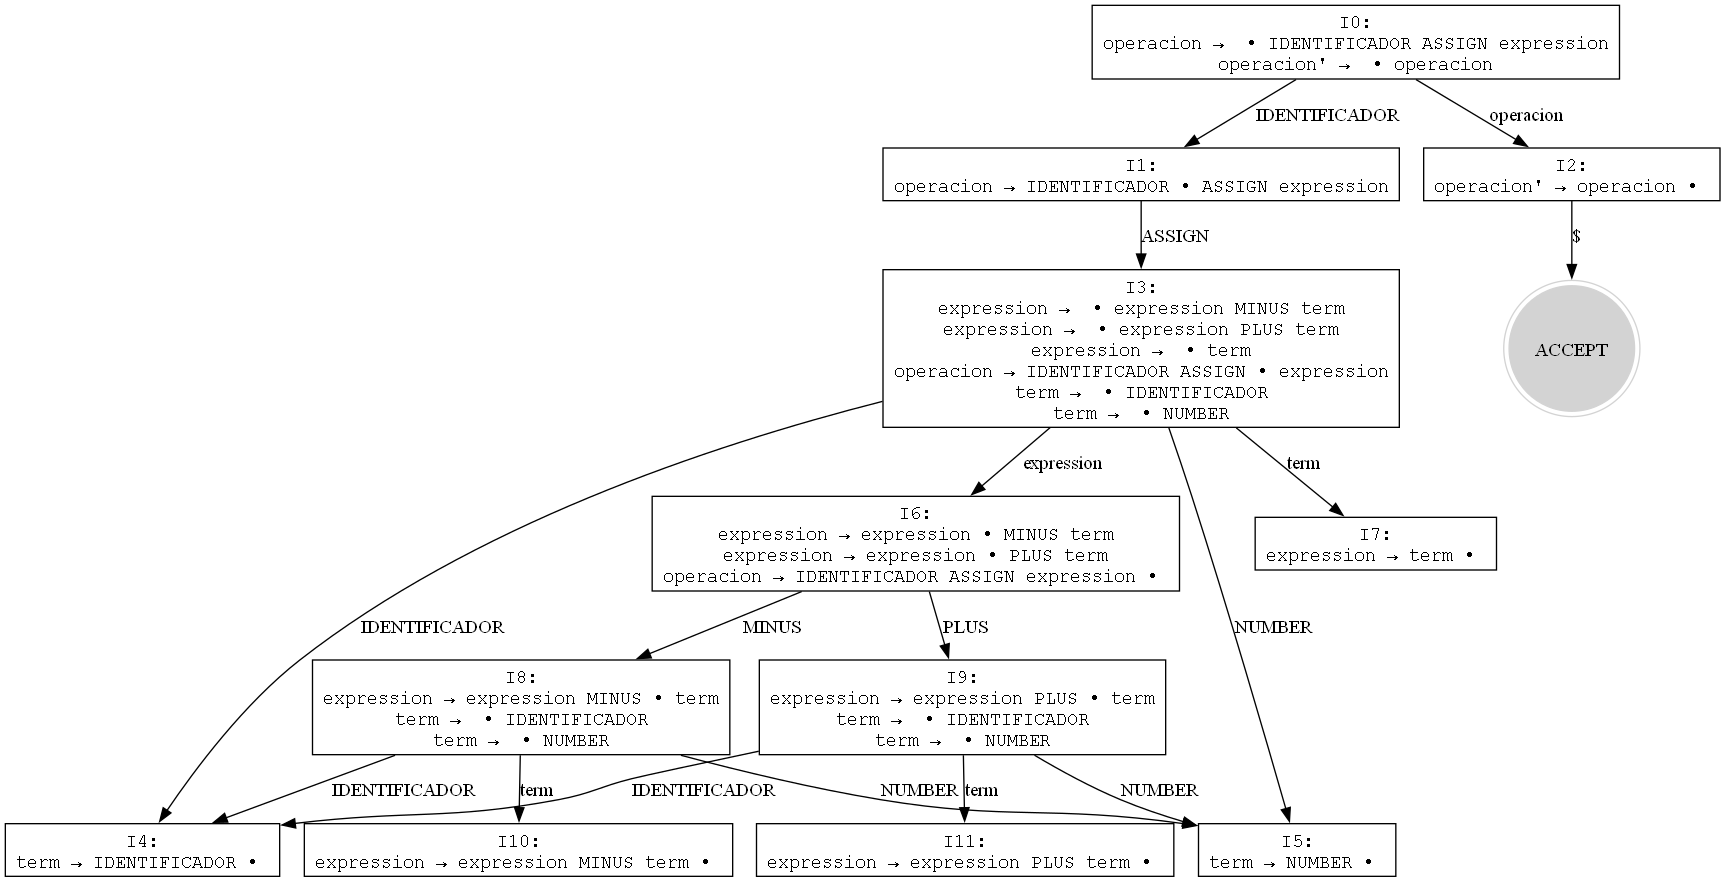 I0:
operacion →  • IDENTIFICADOR ASSIGN expression
operacion' →  • operacion
IDENTIFICADOR
operacion
I1:
operacion → IDENTIFICADOR • ASSIGN expression
I2:
operacion' → operacion •
ASSIGN
$
I3:
expression →  • expression MINUS term
expression →  • expression PLUS term
expression →  • term
operacion → IDENTIFICADOR ASSIGN • expression
term →  • IDENTIFICADOR
term →  • NUMBER
ACCEPT
expression
term
I6:
expression → expression • MINUS term
expression → expression • PLUS term
operacion → IDENTIFICADOR ASSIGN expression •
I7:
expression → term •
IDENTIFICADOR
MINUS
PLUS
NUMBER
I8:
expression → expression MINUS • term
term →  • IDENTIFICADOR
term →  • NUMBER
I9:
expression → expression PLUS • term
term →  • IDENTIFICADOR
term →  • NUMBER
IDENTIFICADOR
term
IDENTIFICADOR
NUMBER
term
NUMBER
I4:
term → IDENTIFICADOR •
I10:
expression → expression MINUS term •
I11:
expression → expression PLUS term •
I5:
term → NUMBER •